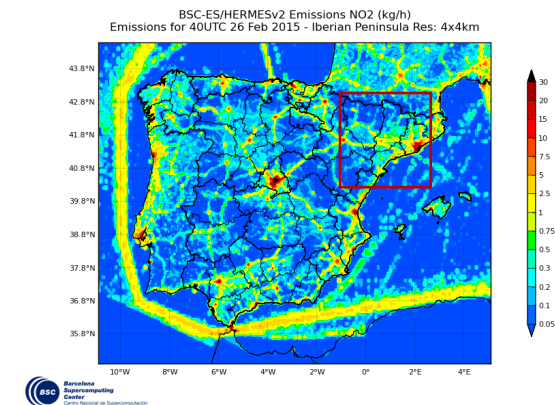 BSC-ES/HERMESv2 Emissions NO2 (kg/h)
Emissions for 40UTC 26 Feb 2015 - Iberian Peninsula Res: 4x4km
43.8°N
42.8°N
41.8°N
40.8°N
39.8°N
38.8°N
37.8°N
36.8°N
35.8°N
10°W
8°W
6°W
4°W
2°W
0°
2°E
4°E
30
20
15
10
7.5
5
2.5
1
0.75
0.5
0.3
0.2
0.1
0.05
BSC
Barcelona
Supercomputing
Center
Centro Nacional de Supercomputación